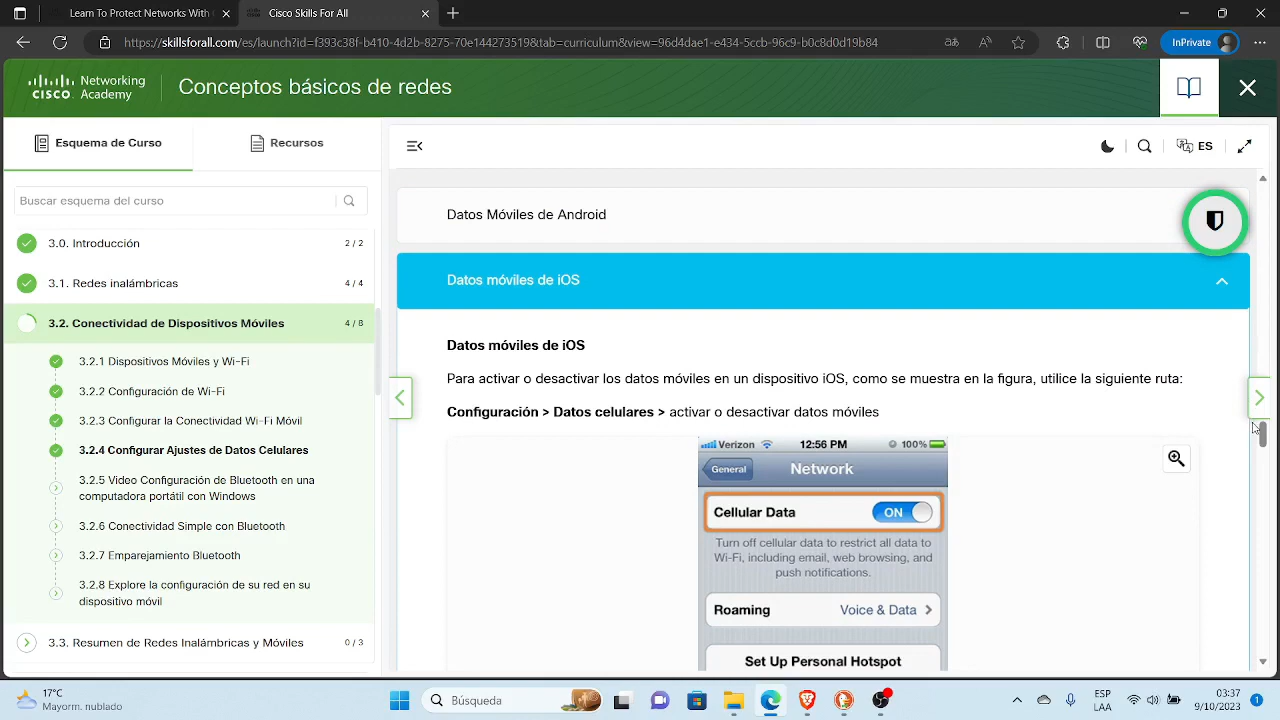 Learn To Protect Networks With
Cisco Skills For All
https://skillsforall.com/es/launch?id=f393c38f-b410-4d2b-8275-70c1445c6107&tab=curriculum&view=96d4dae1-e434-5ccb-96a9-b0c8d0d19b84
InPrivate
Networking
CISCO Academy
Conceptos básicos de redes
Esquema de Curso
Recursos
Buscar esquema del curso
3.0. Introducción 2 / 2
3.1. Redes inalámbricas 4 / 4
3.2. Conectividad de Dispositivos Móviles 4 / 8
3.2.1 Dispositivos Móviles y Wi-Fi
3.2.2 Configuración de Wi-Fi
3.2.3 Configurar la Conectividad Wi-Fi Móvil
3.2.4 Configurar Ajustes de Datos Celulares
3.2.5 Video Configuración de Bluetooth en una
computadora portátil con Windows
3.2.6 Conectividad Simple con Bluetooth
3.2.7 Emparejamiento Bluetooth
3.2.8 Explore la configuración de su red en su
dispositivo móvil
3.3. Resumen de Redes Inalámbricas y Móviles 0 / 3
ES
Datos Móviles de Android
Datos móviles de iOS
Datos móviles de iOS
Para activar o desactivar los datos móviles en un dispositivo iOS, como se muestra en la figura, utilice la siguiente ruta:
Configuración > Datos celulares > activar o desactivar datos móviles
Verizon 12:56 PM 100%
General Network
Cellular Data ON
Turn off cellular data to restrict all data to
Wi-Fi, including email, web browsing, and
push notifications.
Roaming Voice & Data
Set Up Personal Hotspot
17°C
Mayorm. nublado
Búsqueda
ESP
LAA
03:37
9/10/2023
1